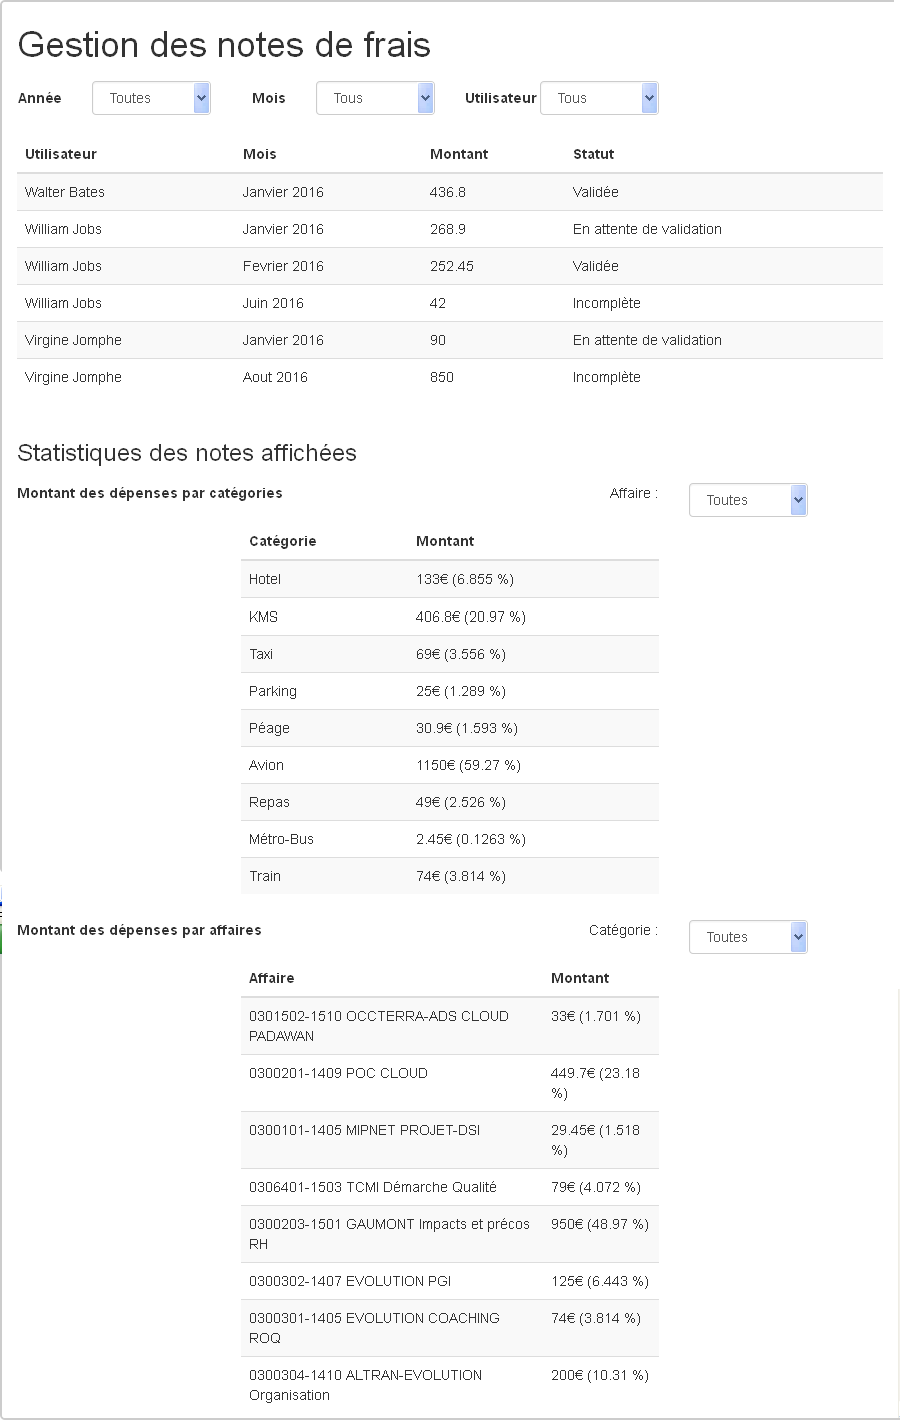 Gestion des notes de frais
Année Toutes Mois Tous Utilisateur Tous
Utilisateur Mois Montant Statut
Walter Bates Janvier 2016 436.8 Validée
William Jobs Janvier 2016 268.9 En attente de validation
William Jobs Fevrier 2016 252.45 Validée
William Jobs Juin 2016 42 Incomplète
Virgine Jomphe Janvier 2016 90 En attente de validation
Virgine Jomphe Aout 2016 850 Incomplète
Statistiques des notes affichées
Montant des dépenses par catégories Affaire : Toutes
Catégorie Montant
Hotel 133€ (6.855 %)
KMS 406.8€ (20.97 %)
Taxi 69€ (3.556 %)
Parking 25€ (1.289 %)
Péage 30.9€ (1.593 %)
Avion 1150€ (59.27 %)
Repas 49€ (2.526 %)
Métro-Bus 2.45€ (0.1263 %)
Train 74€ (3.814 %)
Montant des dépenses par affaires Catégorie : Toutes
Affaire Montant
0301502-1510 OCCTERRA-ADS CLOUD 33€ (1.701 %)
PADAWAN
0300201-1409 POC CLOUD 449.7€ (23.18
%)
0300101-1405 MIPNET PROJET-DSI 29.45€ (1.518
%)
0306401-1503 TCMI Démarche Qualité 79€ (4.072 %)
0300203-1501 GAUMONT Impacts et précos 950€ (48.97 %)
RH
0300302-1407 EVOLUTION PGI 125€ (6.443 %)
0300301-1405 EVOLUTION COACHING 74€ (3.814 %)
ROQ
0300304-1410 ALTRAN-EVOLUTION 200€ (10.31 %)
Organisation